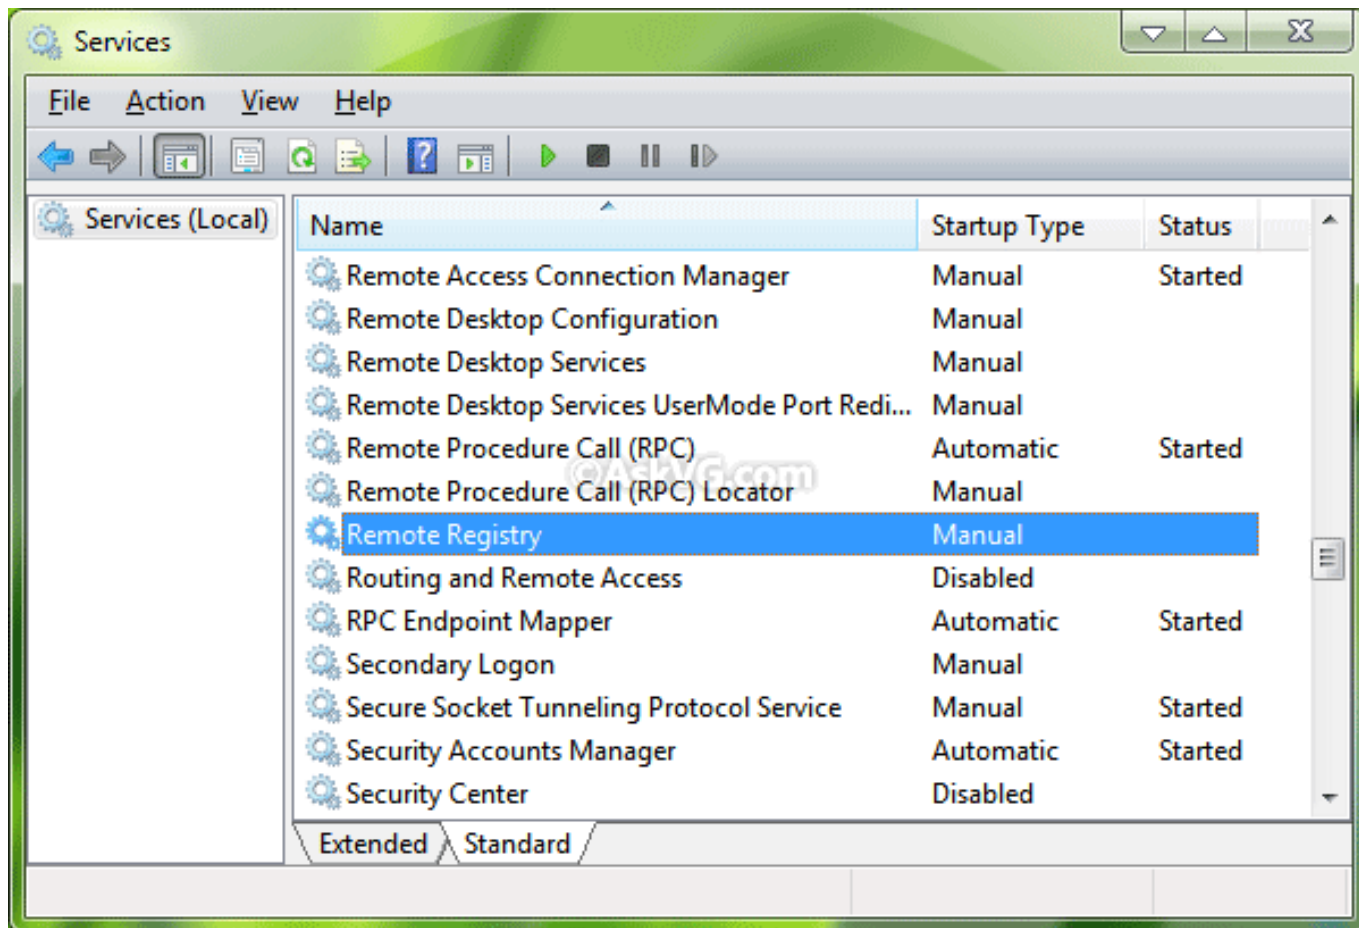 Services
File Action View Help
Services (Local)
Name Startup Type Status
Remote Access Connection Manager Manual Started
Remote Desktop Configuration Manual
Remote Desktop Services Manual
Remote Desktop Services UserMode Port Redi... Manual
Remote Procedure Call (RPC) Automatic Started
©AskVG.com
Remote Procedure Call (RPC) Locator Manual
Remote Registry Manual
Routing and Remote Access Disabled
RPC Endpoint Mapper Automatic Started
Secondary Logon Manual
Secure Socket Tunneling Protocol Service Manual Started
Security Accounts Manager Automatic Started
Security Center Disabled
Extended Standard